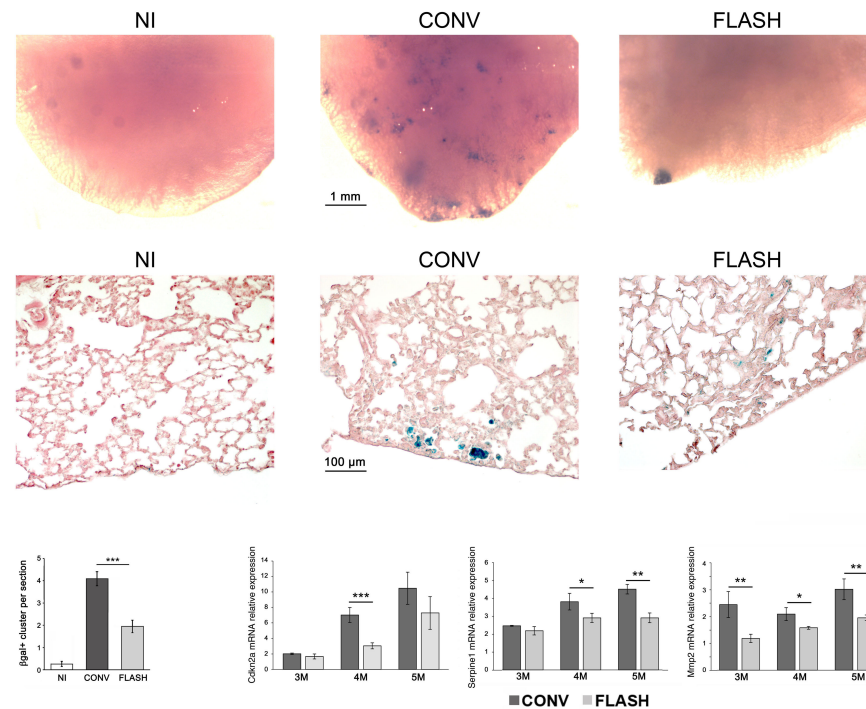 NI CONV FLASH
1 mm
NI CONV FLASH
100 µm
βgal+ cluster per section
5
4
3
2
1
0
***
NI CONV FLASH
Cdkn2a mRNA relative expression
14
12
10
8
6
4
2
0
***
3M 4M 5M
Serpine1 mRNA relative expression
6
5
4
3
2
1
0
*
**
3M 4M 5M
Mmp2 mRNA relative expression
4
3
2
1
0
**
*
**
3M 4M 5M
CONV FLASH